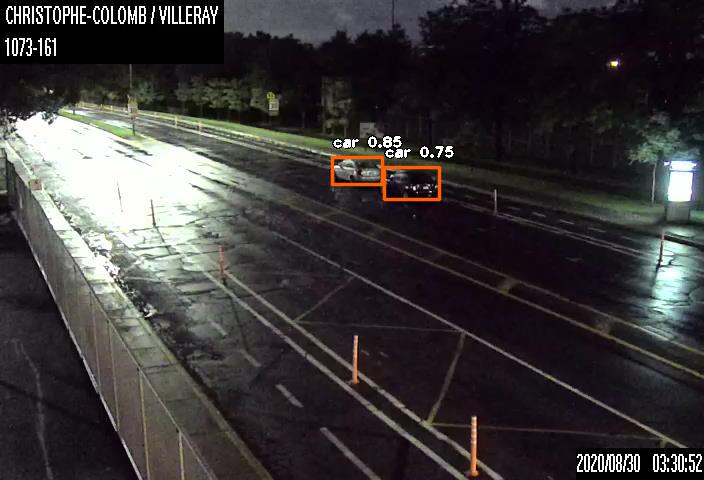 CHRISTOPHE-COLOMB / VILLERAY
1073-161
car 0.85
car 0.75
2020/08/30 03:30:52